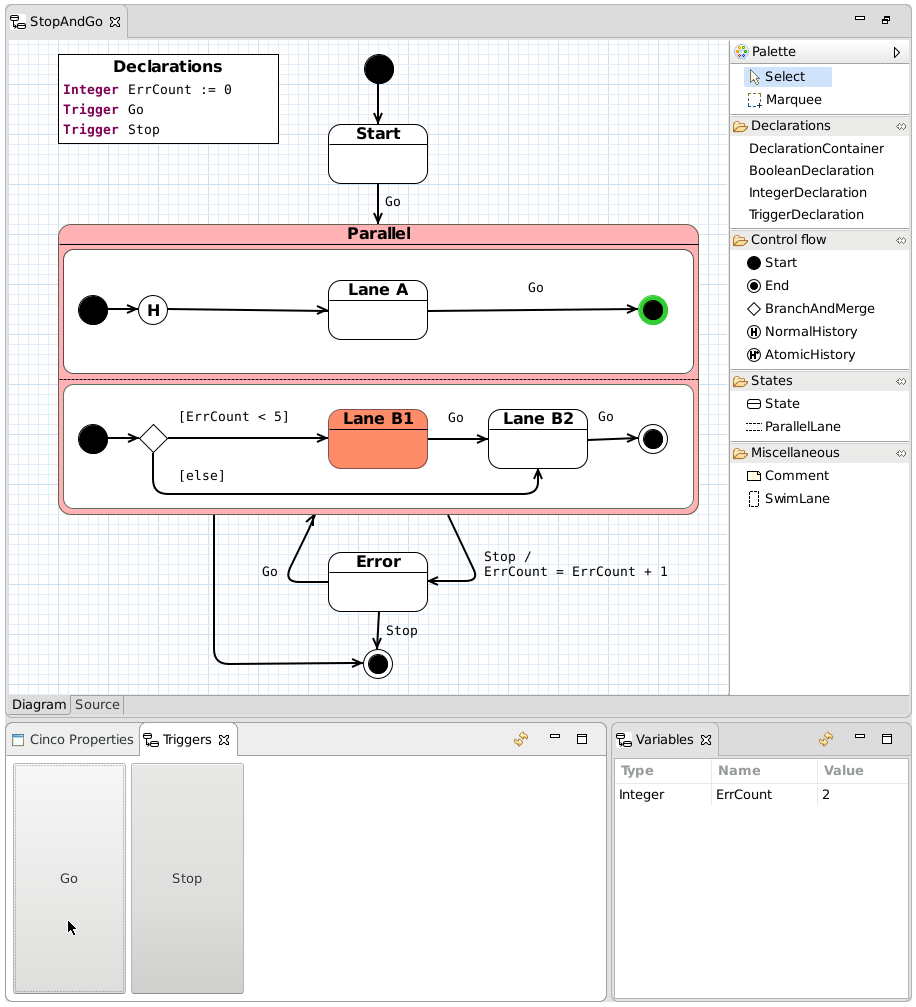 StopAndGo
Declarations
Integer ErrCount := 0
Trigger Go
Trigger Stop
Start
Go
Parallel
H
Lane A
Go
[ErrCount < 5]
Lane B1
Go
Lane B2
Go
[else]
Go
Error
Stop /
ErrCount = ErrCount + 1
Stop
Palette
Select
Marquee
Declarations
DeclarationContainer
BooleanDeclaration
IntegerDeclaration
TriggerDeclaration
Control flow
Start
End
BranchAndMerge
H NormalHistory
H* AtomicHistory
States
State
ParallelLane
Miscellaneous
Comment
SwimLane
Diagram Source
Cinco Properties Triggers
Go
Stop
Variables
Type Name Value
Integer ErrCount 2